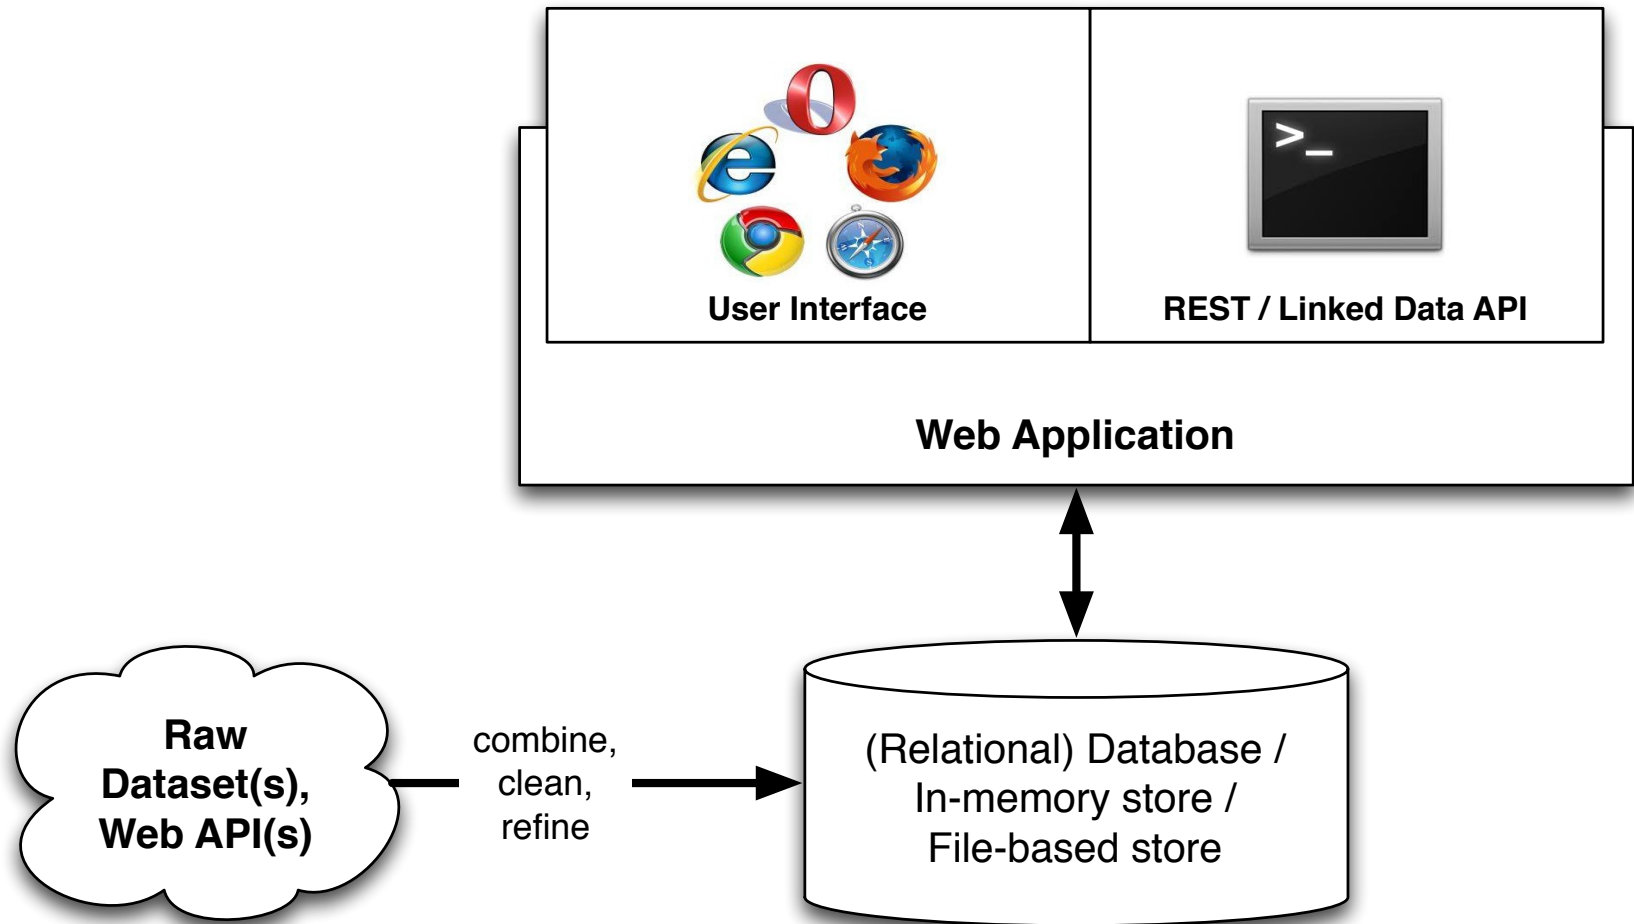 >_
User Interface
REST / Linked Data API
Web Application
Raw
Dataset(s),
Web API(s)
combine,
clean,
refine
(Relational) Database /
In-memory store /
File-based store